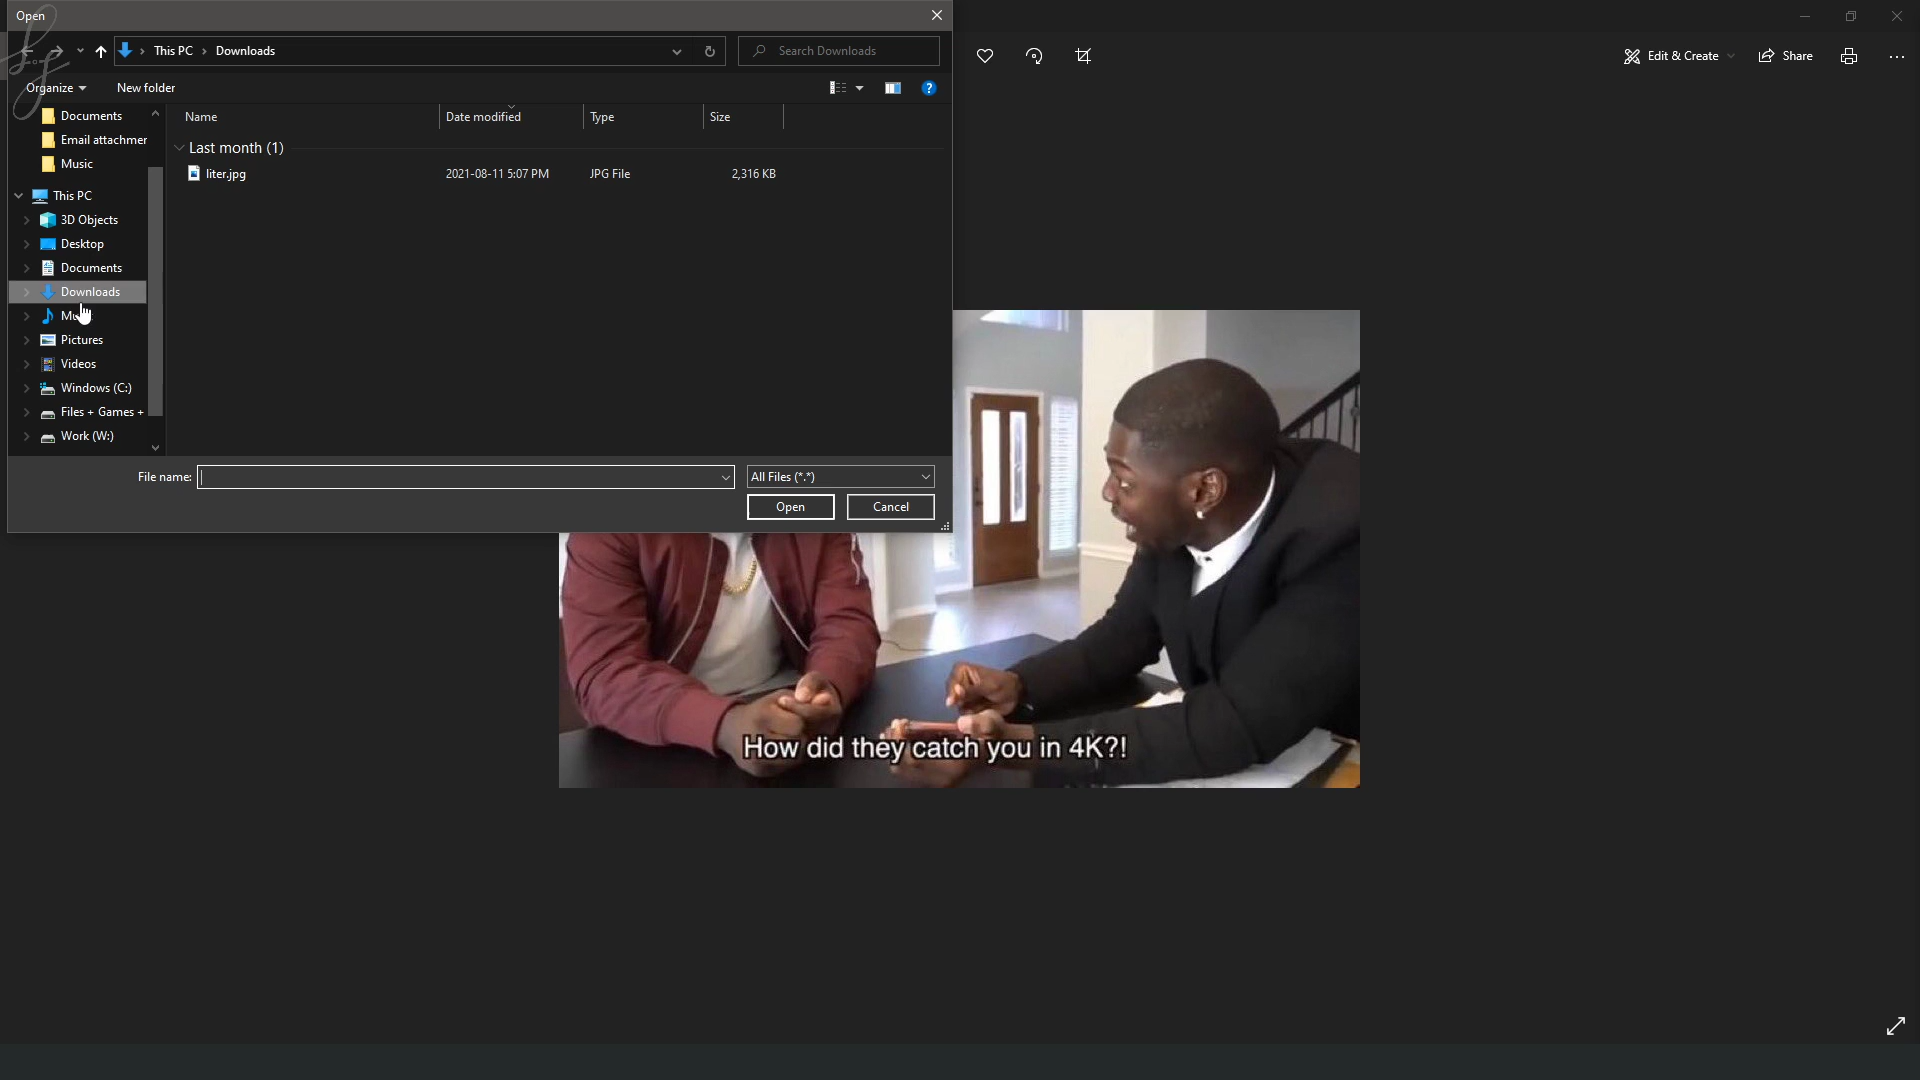 Open
This PC > Downloads
Search Downloads
Edit & Create
Share
Organize
New folder
Documents
Email attachmer
Music
This PC
3D Objects
Desktop
Documents
Downloads
Pictures
Videos
Windows (C:)
Files + Games +
Work (W:)
Name
Date modified
Type
Size
Last month (1)
liter.jpg
2021-08-11 5:07 PM
JPG File
2,316 KB
File name:
All Files (*.*)
Open
Cancel
How did they catch you in 4K?!